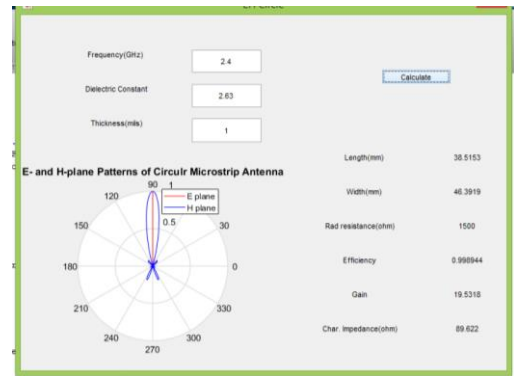 Frequency(GHz)
2.4
Calculate
Dielectric Constant
2.63
Thickness(mils)
1
Length(mm)
38.5153
E- and H-plane Patterns of Circulr Microstrip Antenna
90
1
120
E plane
H plane
Width(mm)
46.3919
150
0.5
30
Rad resistance(ohm)
1500
180
0
Efficiency
0.998944
210
330
Gain
19.5318
240
300
270
Char. Impedance(ohm)
89.622